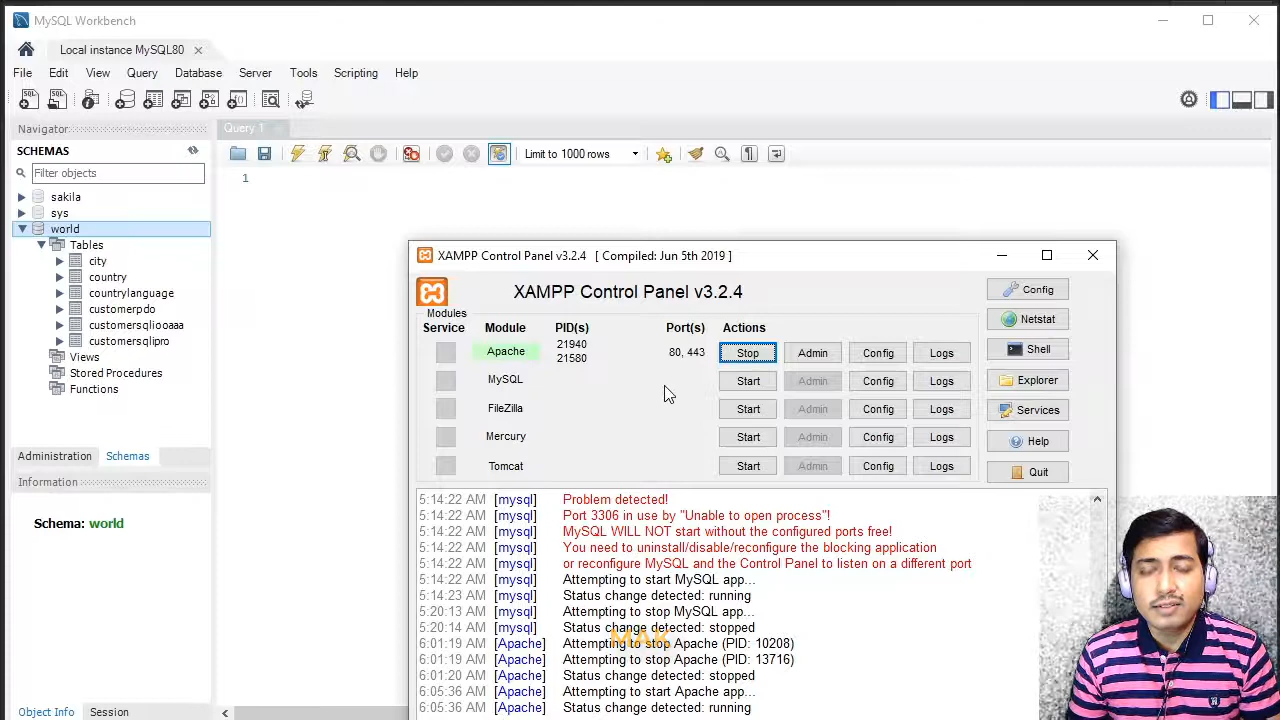 MySQL Workbench
Local instance MySQL80
File Edit View Query Database Server Tools Scripting Help
Navigator
Query 1
SCHEMAS
Limit to 1000 rows
Filter objects
1
sakila
sys
world
Tables
city
country
countrylanguage
customerpdo
customersqliooaaa
customersqlipro
Views
Stored Procedures
Functions
Administration Schemas
Information
Schema: world
Object Info Session
XAMPP Control Panel v3.2.4 [ Compiled: Jun 5th 2019 ]
XAMPP Control Panel v3.2.4
Modules
Service Module PID(s) Port(s) Actions
Apache 21940 21580 80, 443 Stop Admin Config Logs
MySQL Start Admin Config Logs
FileZilla Start Admin Config Logs
Mercury Start Admin Config Logs
Tomcat Start Admin Config Logs
Config
Netstat
Shell
Explorer
Services
Help
Quit
5:14:22 AM [mysql] Problem detected!
5:14:22 AM [mysql] Port 3306 in use by "Unable to open process"!
5:14:22 AM [mysql] MySQL WILL NOT start without the configured ports free!
5:14:22 AM [mysql] You need to uninstall/disable/reconfigure the blocking application
5:14:22 AM [mysql] or reconfigure MySQL and the Control Panel to listen on a different port
5:14:22 AM [mysql] Attempting to start MySQL app...
5:14:23 AM [mysql] Status change detected: running
5:20:13 AM [mysql] Attempting to stop MySQL app...
5:20:14 AM [mysql] Status change detected: stopped
MAK
6:01:19 AM [Apache] Attempting to stop Apache (PID: 10208)
6:01:19 AM [Apache] Attempting to stop Apache (PID: 13716)
6:01:20 AM [Apache] Status change detected: stopped
6:05:36 AM [Apache] Attempting to start Apache app...
6:05:36 AM [Apache] Status change detected: running